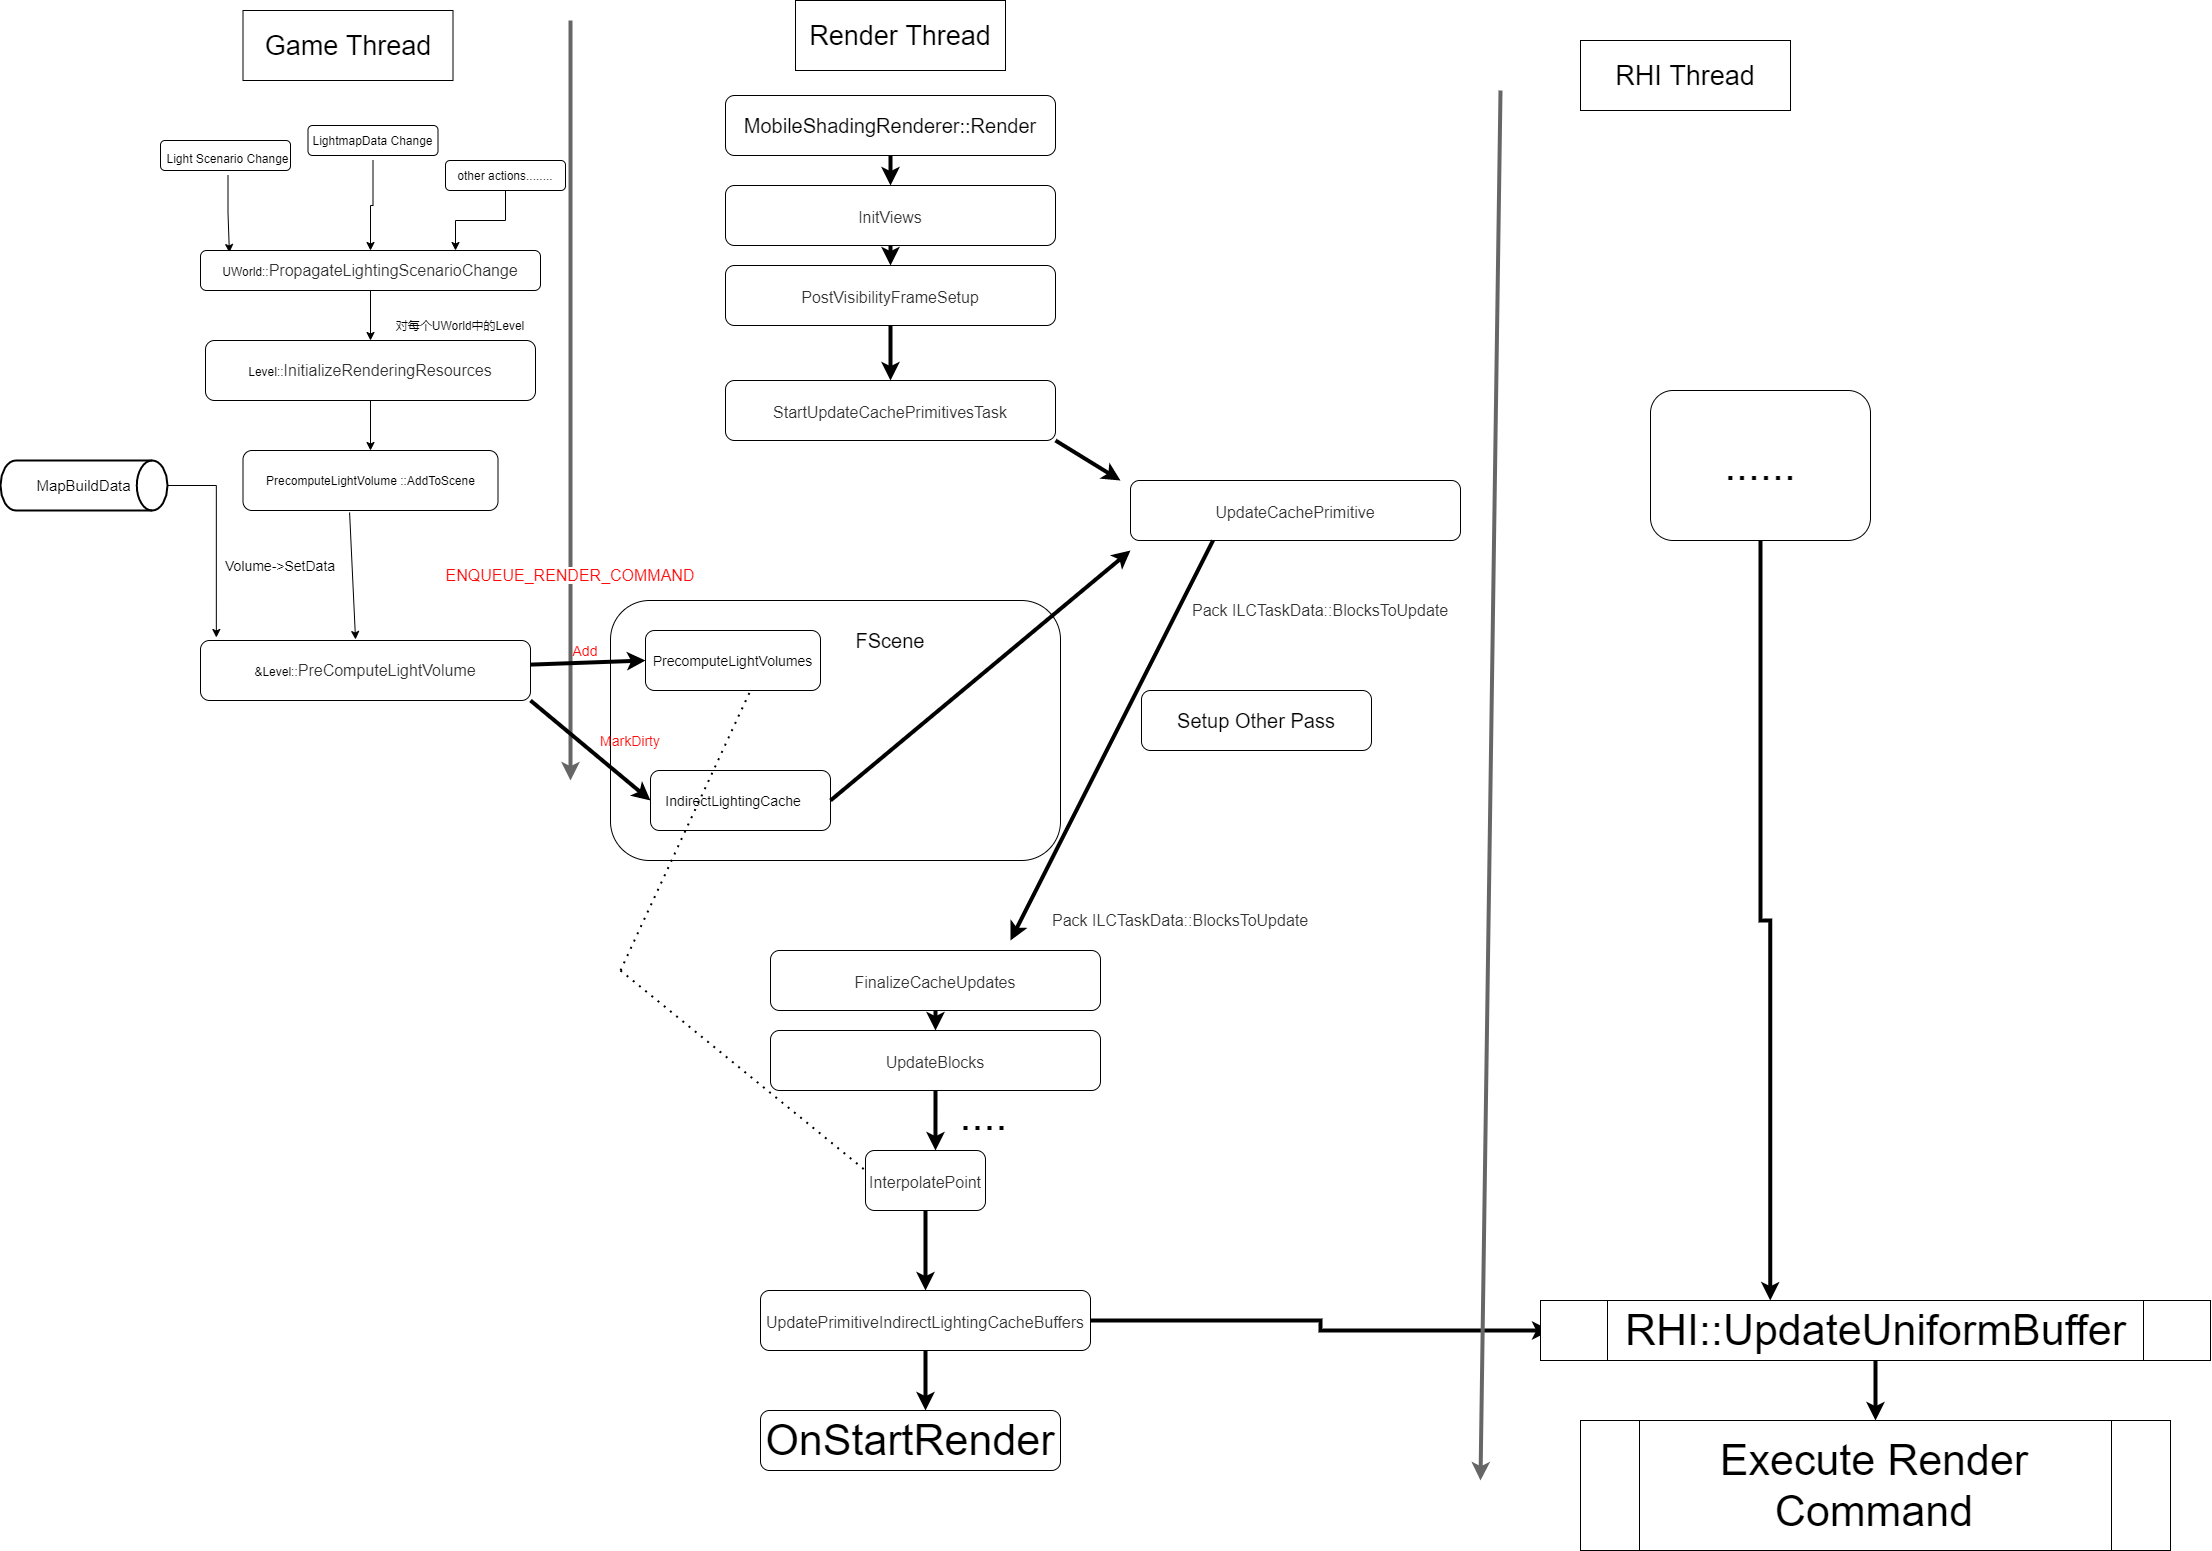 Game Thread
Render Thread
RHI Thread
Light Scenario Change
LightmapData Change
other actions........
UWorld::PropagateLightingScenarioChange
对每个UWorld中的Level
Level::InitializeRenderingResources
PrecomputeLightVolume ::AddToScene
MapBuildData
Volume->SetData
&Level::PreComputeLightVolume
ENQUEUE_RENDER_COMMAND
Add
MarkDirty
MobileShadingRenderer::Render
InitViews
PostVisibilityFrameSetup
StartUpdateCachePrimitivesTask
UpdateCachePrimitive
Pack ILCTaskData::BlocksToUpdate
FScene
PrecomputeLightVolumes
IndirectLightingCache
Setup Other Pass
Pack ILCTaskData::BlocksToUpdate
FinalizeCacheUpdates
UpdateBlocks
....
InterpolatePoint
UpdatePrimitiveIndirectLightingCacheBuffers
OnStartRender
......
RHI::UpdateUniformBuffer
Execute Render
Command